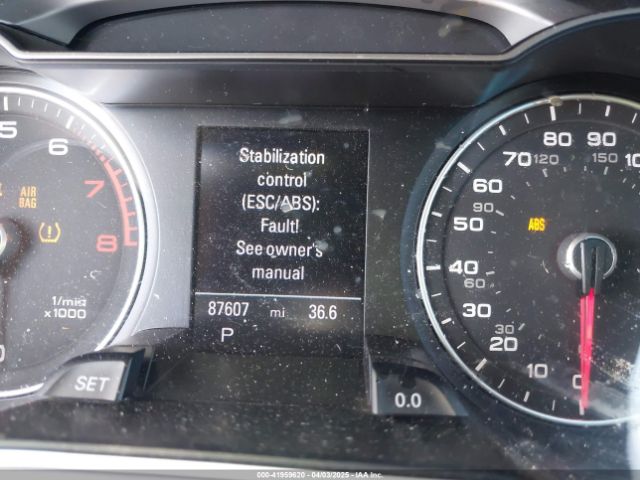 5
6
7
8
AIR
BAG
(!)
1/min
x1000
0
SET
Stabilization
control
(ESC/ABS):
Fault!
See owner's
manual
87607 mi 36.6
P
0.0
80
90
70
120
150
60
50
90
ABS
40
60
30
30
20
10
0
000-41959620 - 04/03/2025 - IAA Inc.